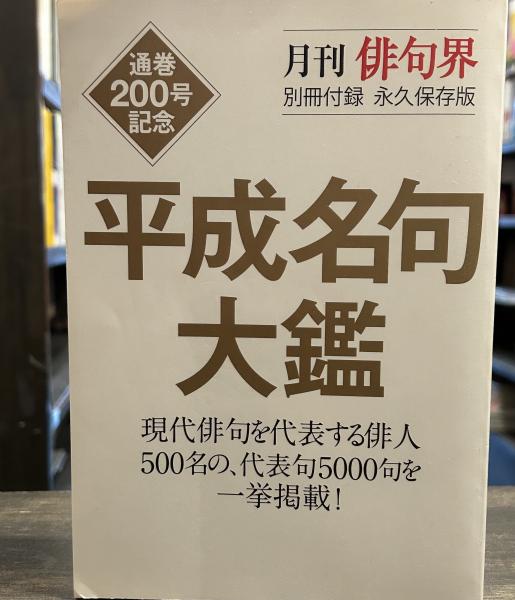 通巻
200号
記念
月刊 俳句界
別冊付録 永久保存版
平成名句
大鑑
現代俳句を代表する俳人
500名の、代表句5000句を
一挙掲載!